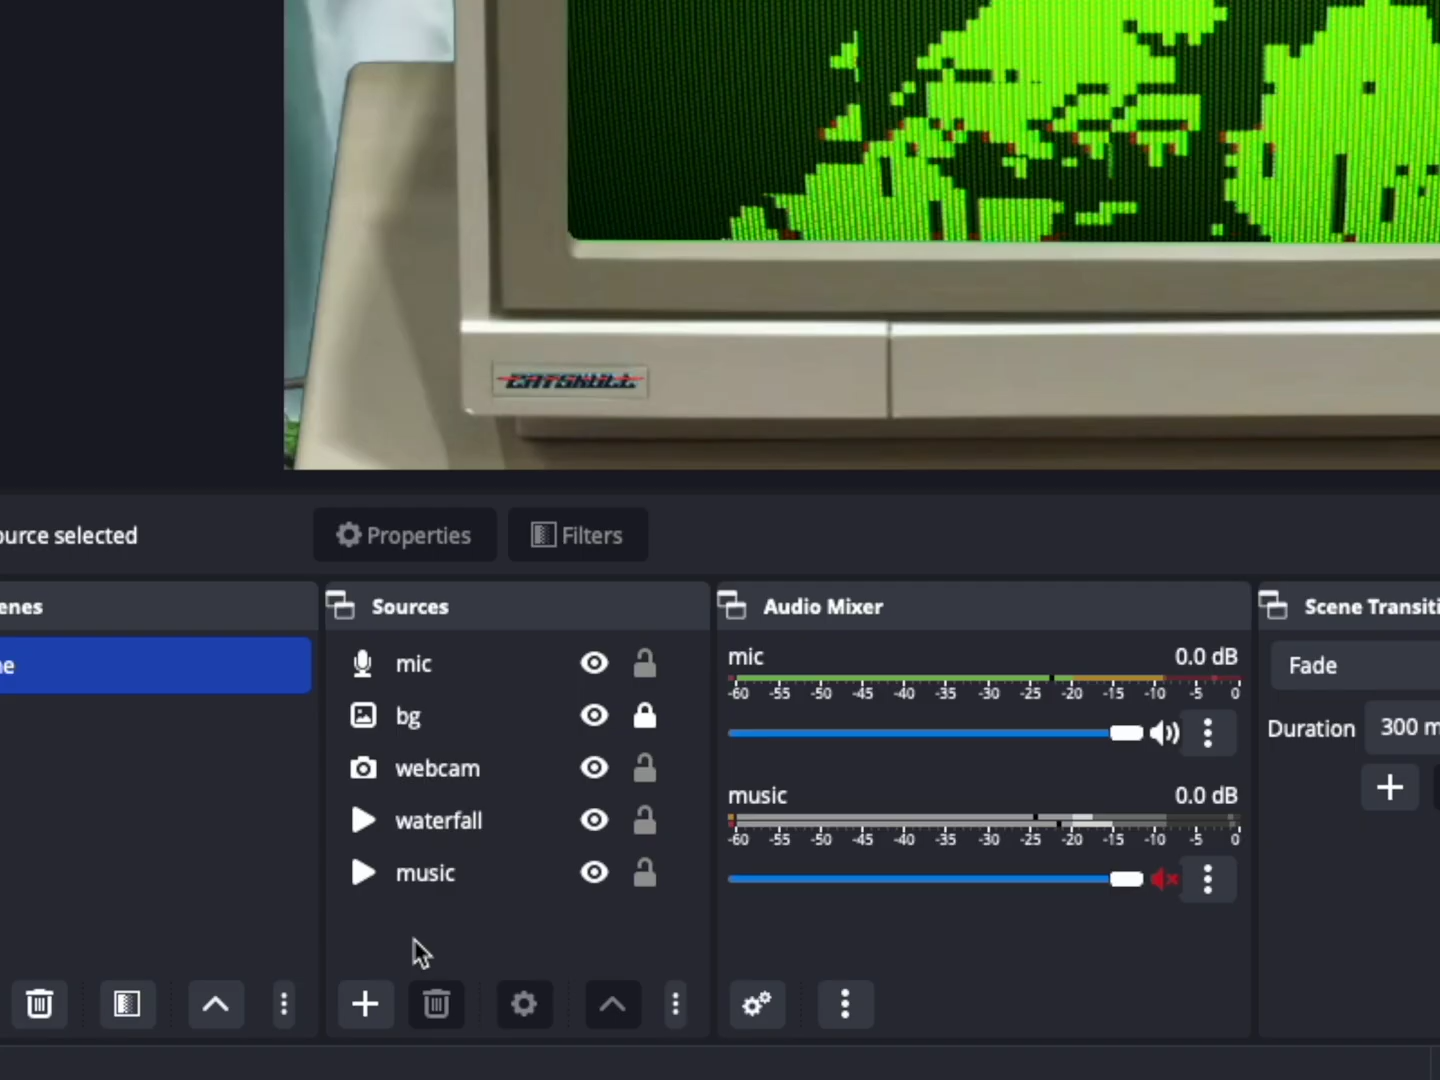 CATSKULL
ource selected
Properties
Filters
enes
Sources
Audio Mixer
Scene Transiti
e
mic
bg
webcam
waterfall
music
mic
0.0 dB
-60 -55 -50 -45 -40 -35 -30 -25 -20 -15 -10 -5 0
music
0.0 dB
-60 -55 -50 -45 -40 -35 -30 -25 -20 -15 -10 -5 0
Fade
Duration
300 m